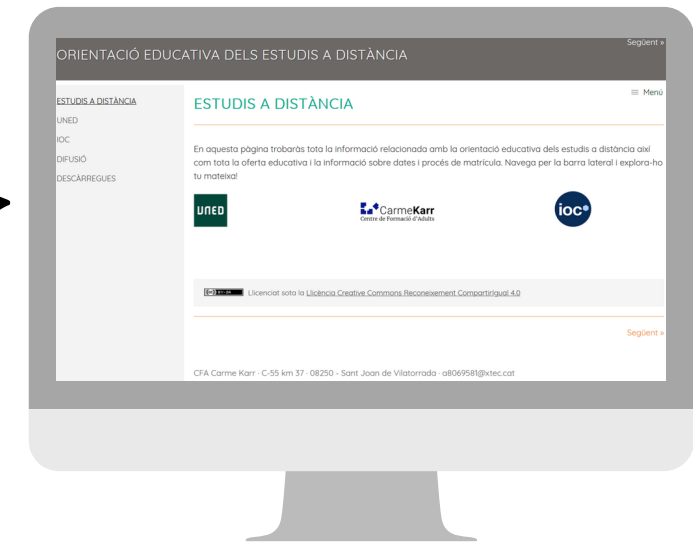 Següent »
ORIENTACIÓ EDUCATIVA DELS ESTUDIS A DISTÀNCIA
Menú
ESTUDIS A DISTÀNCIA
UNED
IOC
DIFUSIÓ
DESCÀRREGUES
ESTUDIS A DISTÀNCIA
En aquesta pàgina trobaràs tota la informació relacionada amb la orientació educativa dels estudis a distància així
com tota la oferta educativa i la informació sobre dates i procés de matrícula. Navega per la barra lateral i explora-ho
tu mateixa!
UNED
CarmeKarr
Centre de Formació d'Adults
ioc
BY-SA
Llicenciat sota la Llicència Creative Commons Reconeixement CompartirIgual 4.0
Següent »
CFA Carme Karr · C-55 km 37 · 08250 - Sant Joan de Vilatorrada · a8069581@xtec.cat